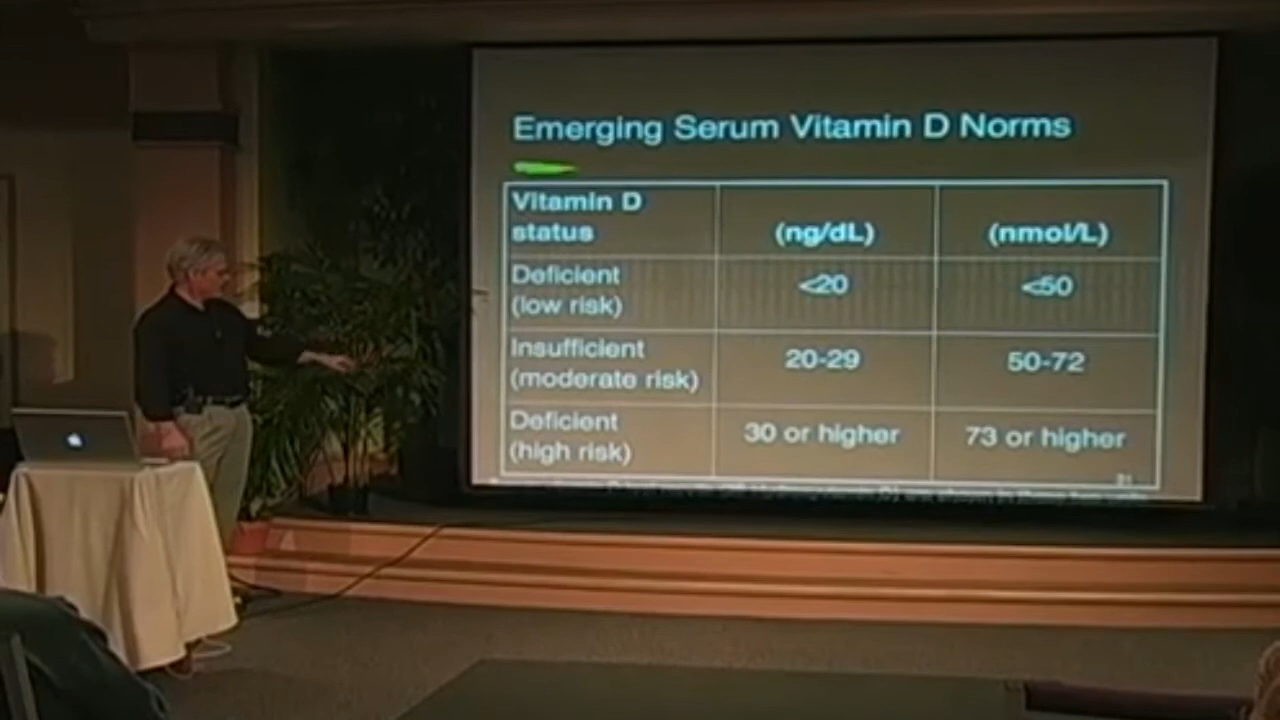 Emerging Serum Vitamin D Norms
Vitamin D
status
(ng/dL)
(nmol/L)
Deficient
(low risk)
<20
<50
Insufficient
(moderate risk)
20-29
50-72
Deficient
(high risk)
30 or higher
73 or higher